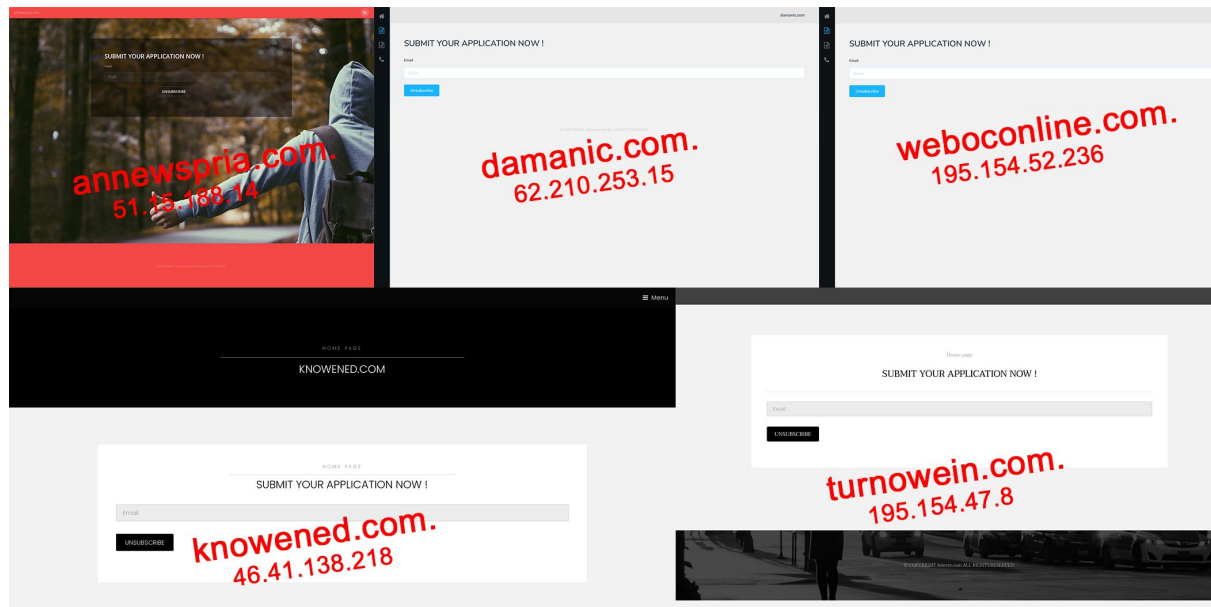 SUBMIT YOUR APPLICATION NOW !
Email
UNSUBSCRIBE
annewspria.com.
51.15.188.14
damanic.com
SUBMIT YOUR APPLICATION NOW !
Email
Unsubscribe
damanic.com.
62.210.253.15
SUBMIT YOUR APPLICATION NOW !
Email
Unsubscribe
weboconline.com.
195.154.52.236
Menu
HOME PAGE
KNOWENED.COM
HOME PAGE
SUBMIT YOUR APPLICATION NOW !
Email
UNSUBSCRIBE
knowened.com.
46.41.138.218
Home page
SUBMIT YOUR APPLICATION NOW !
Email
UNSUBSCRIBE
turnowein.com.
195.154.47.8